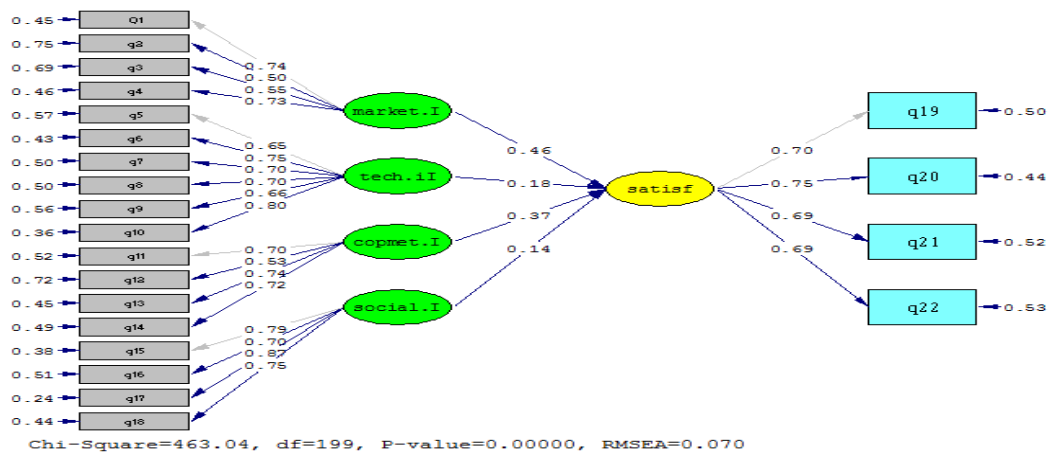 0.45 Q1
0.75 q2
0.69 q3
0.46 q4
0.57 q5
0.43 q6
0.50 q7
0.50 q8
0.56 q9
0.36 q10
0.52 q11
0.72 q12
0.45 q13
0.49 q14
0.38 q15
0.51 q16
0.24 q17
0.44 q18
0.74
0.50
0.55
0.73
0.65
0.75
0.70
0.70
0.66
0.80
0.70
0.53
0.74
0.72
0.79
0.70
0.87
0.75
market.I
tech.iI
copmet.I
social.I
0.46
0.18
0.37
0.14
satisf
0.70
0.75
0.69
0.69
q19 0.50
q20 0.44
q21 0.52
q22 0.53
Chi-Square=463.04, df=199, P-value=0.00000, RMSEA=0.070